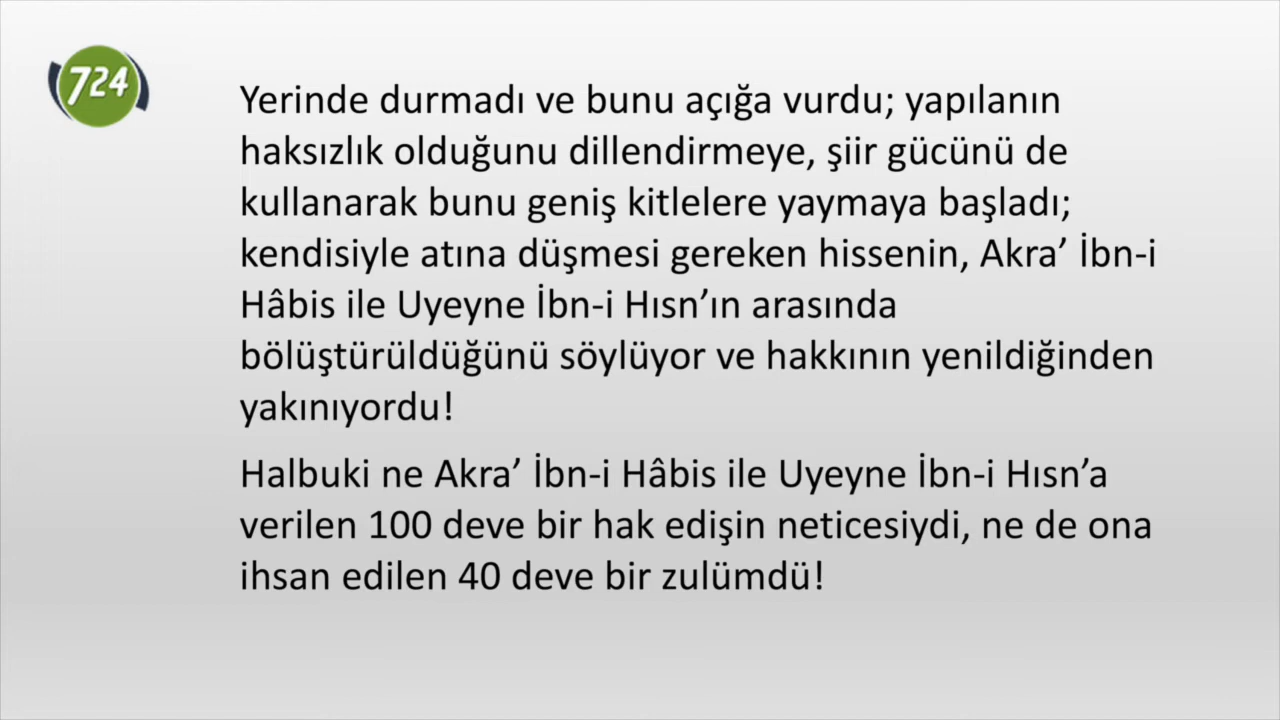 724
Yerinde durmadı ve bunu açığa vurdu; yapılanın
haksızlık olduğunu dillendirmeye, şiir gücünü de
kullanarak bunu geniş kitlelere yaymaya başladı;
kendisiyle atına düşmesi gereken hissenin, Akra’ İbn-i
Hâbis ile Uyeyne İbn-i Hısn’ın arasında
bölüştürüldüğünü söylüyor ve hakkının yenildiğinden
yakınıyordu!
Halbuki ne Akra’ İbn-i Hâbis ile Uyeyne İbn-i Hısn’a
verilen 100 deve bir hak edişin neticesiydi, ne de ona
ihsan edilen 40 deve bir zulümdü!